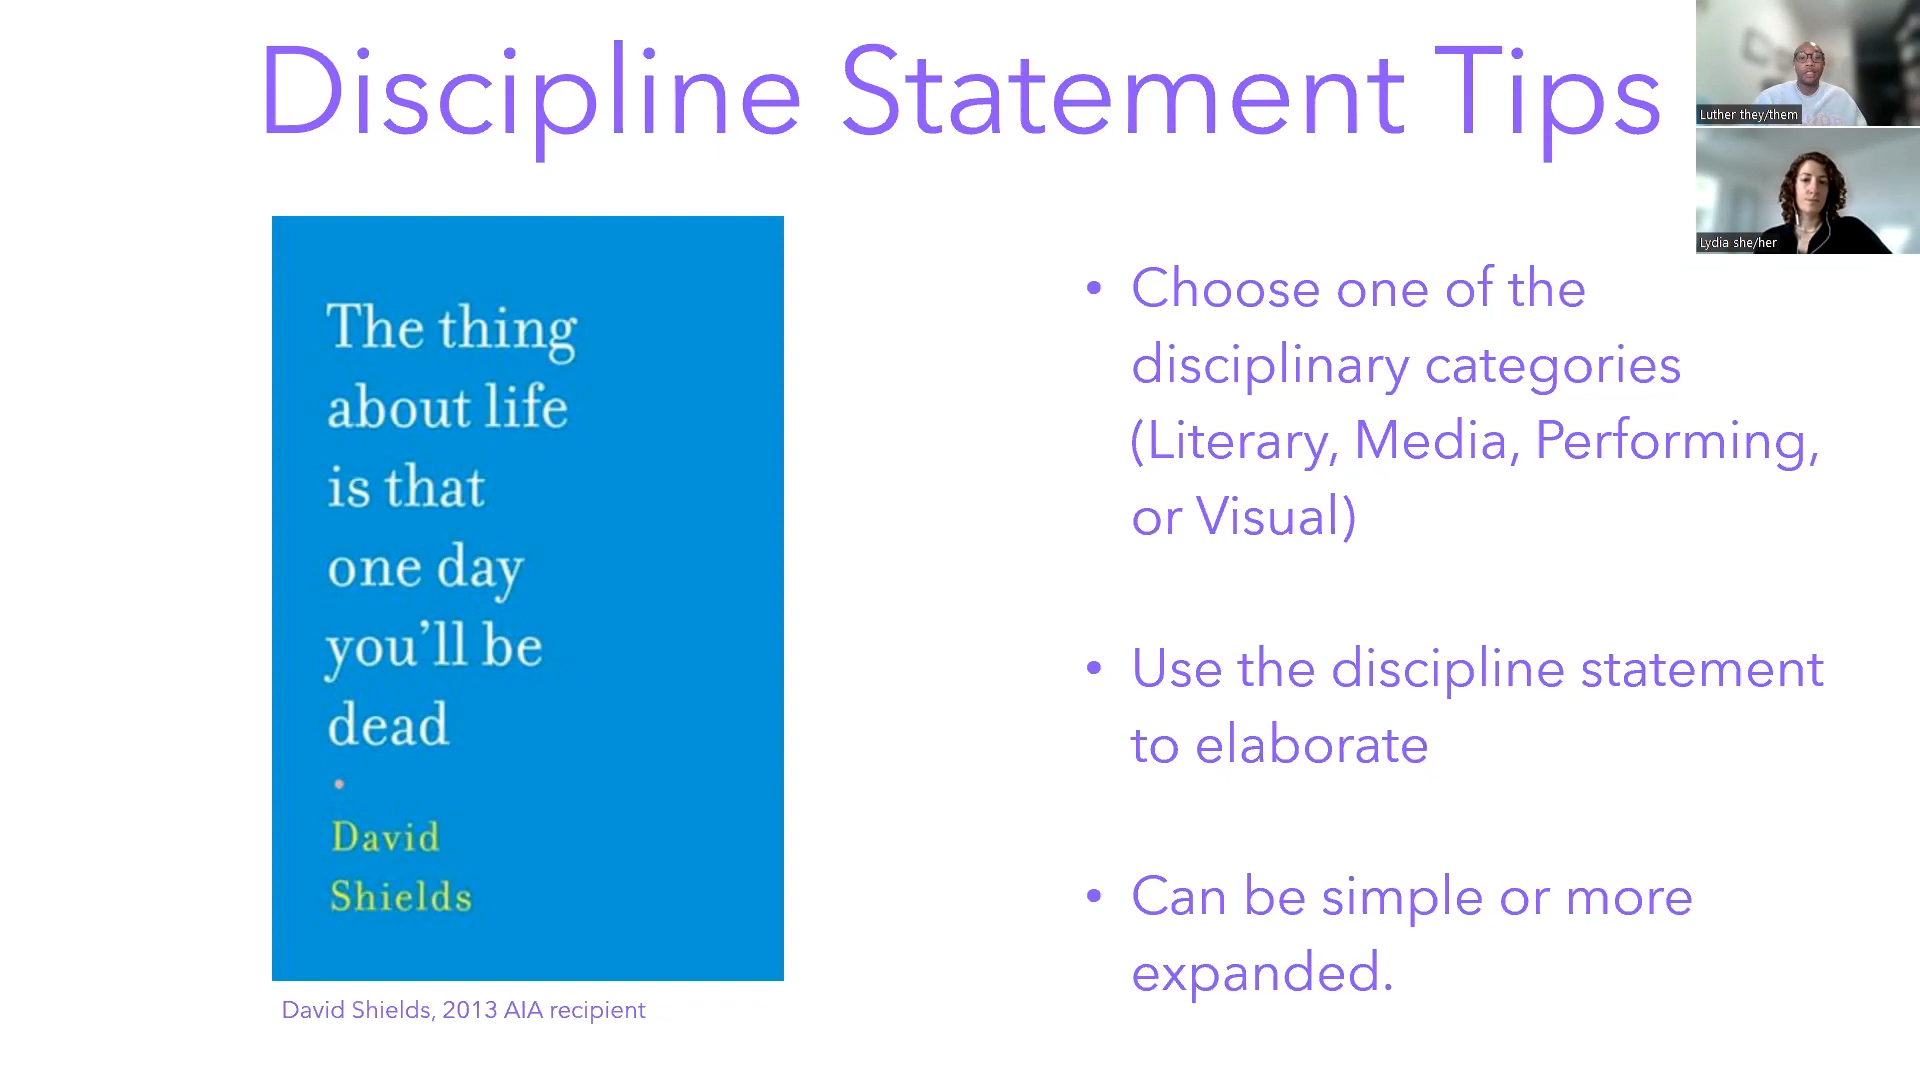 Discipline Statement Tips
Luther they/them
Lydia she/her
The thing
about life
is that
one day
you’ll be
dead
David
Shields
David Shields, 2013 AIA recipient
• Choose one of the
disciplinary categories
(Literary, Media, Performing,
or Visual)
• Use the discipline statement
to elaborate
• Can be simple or more
expanded.